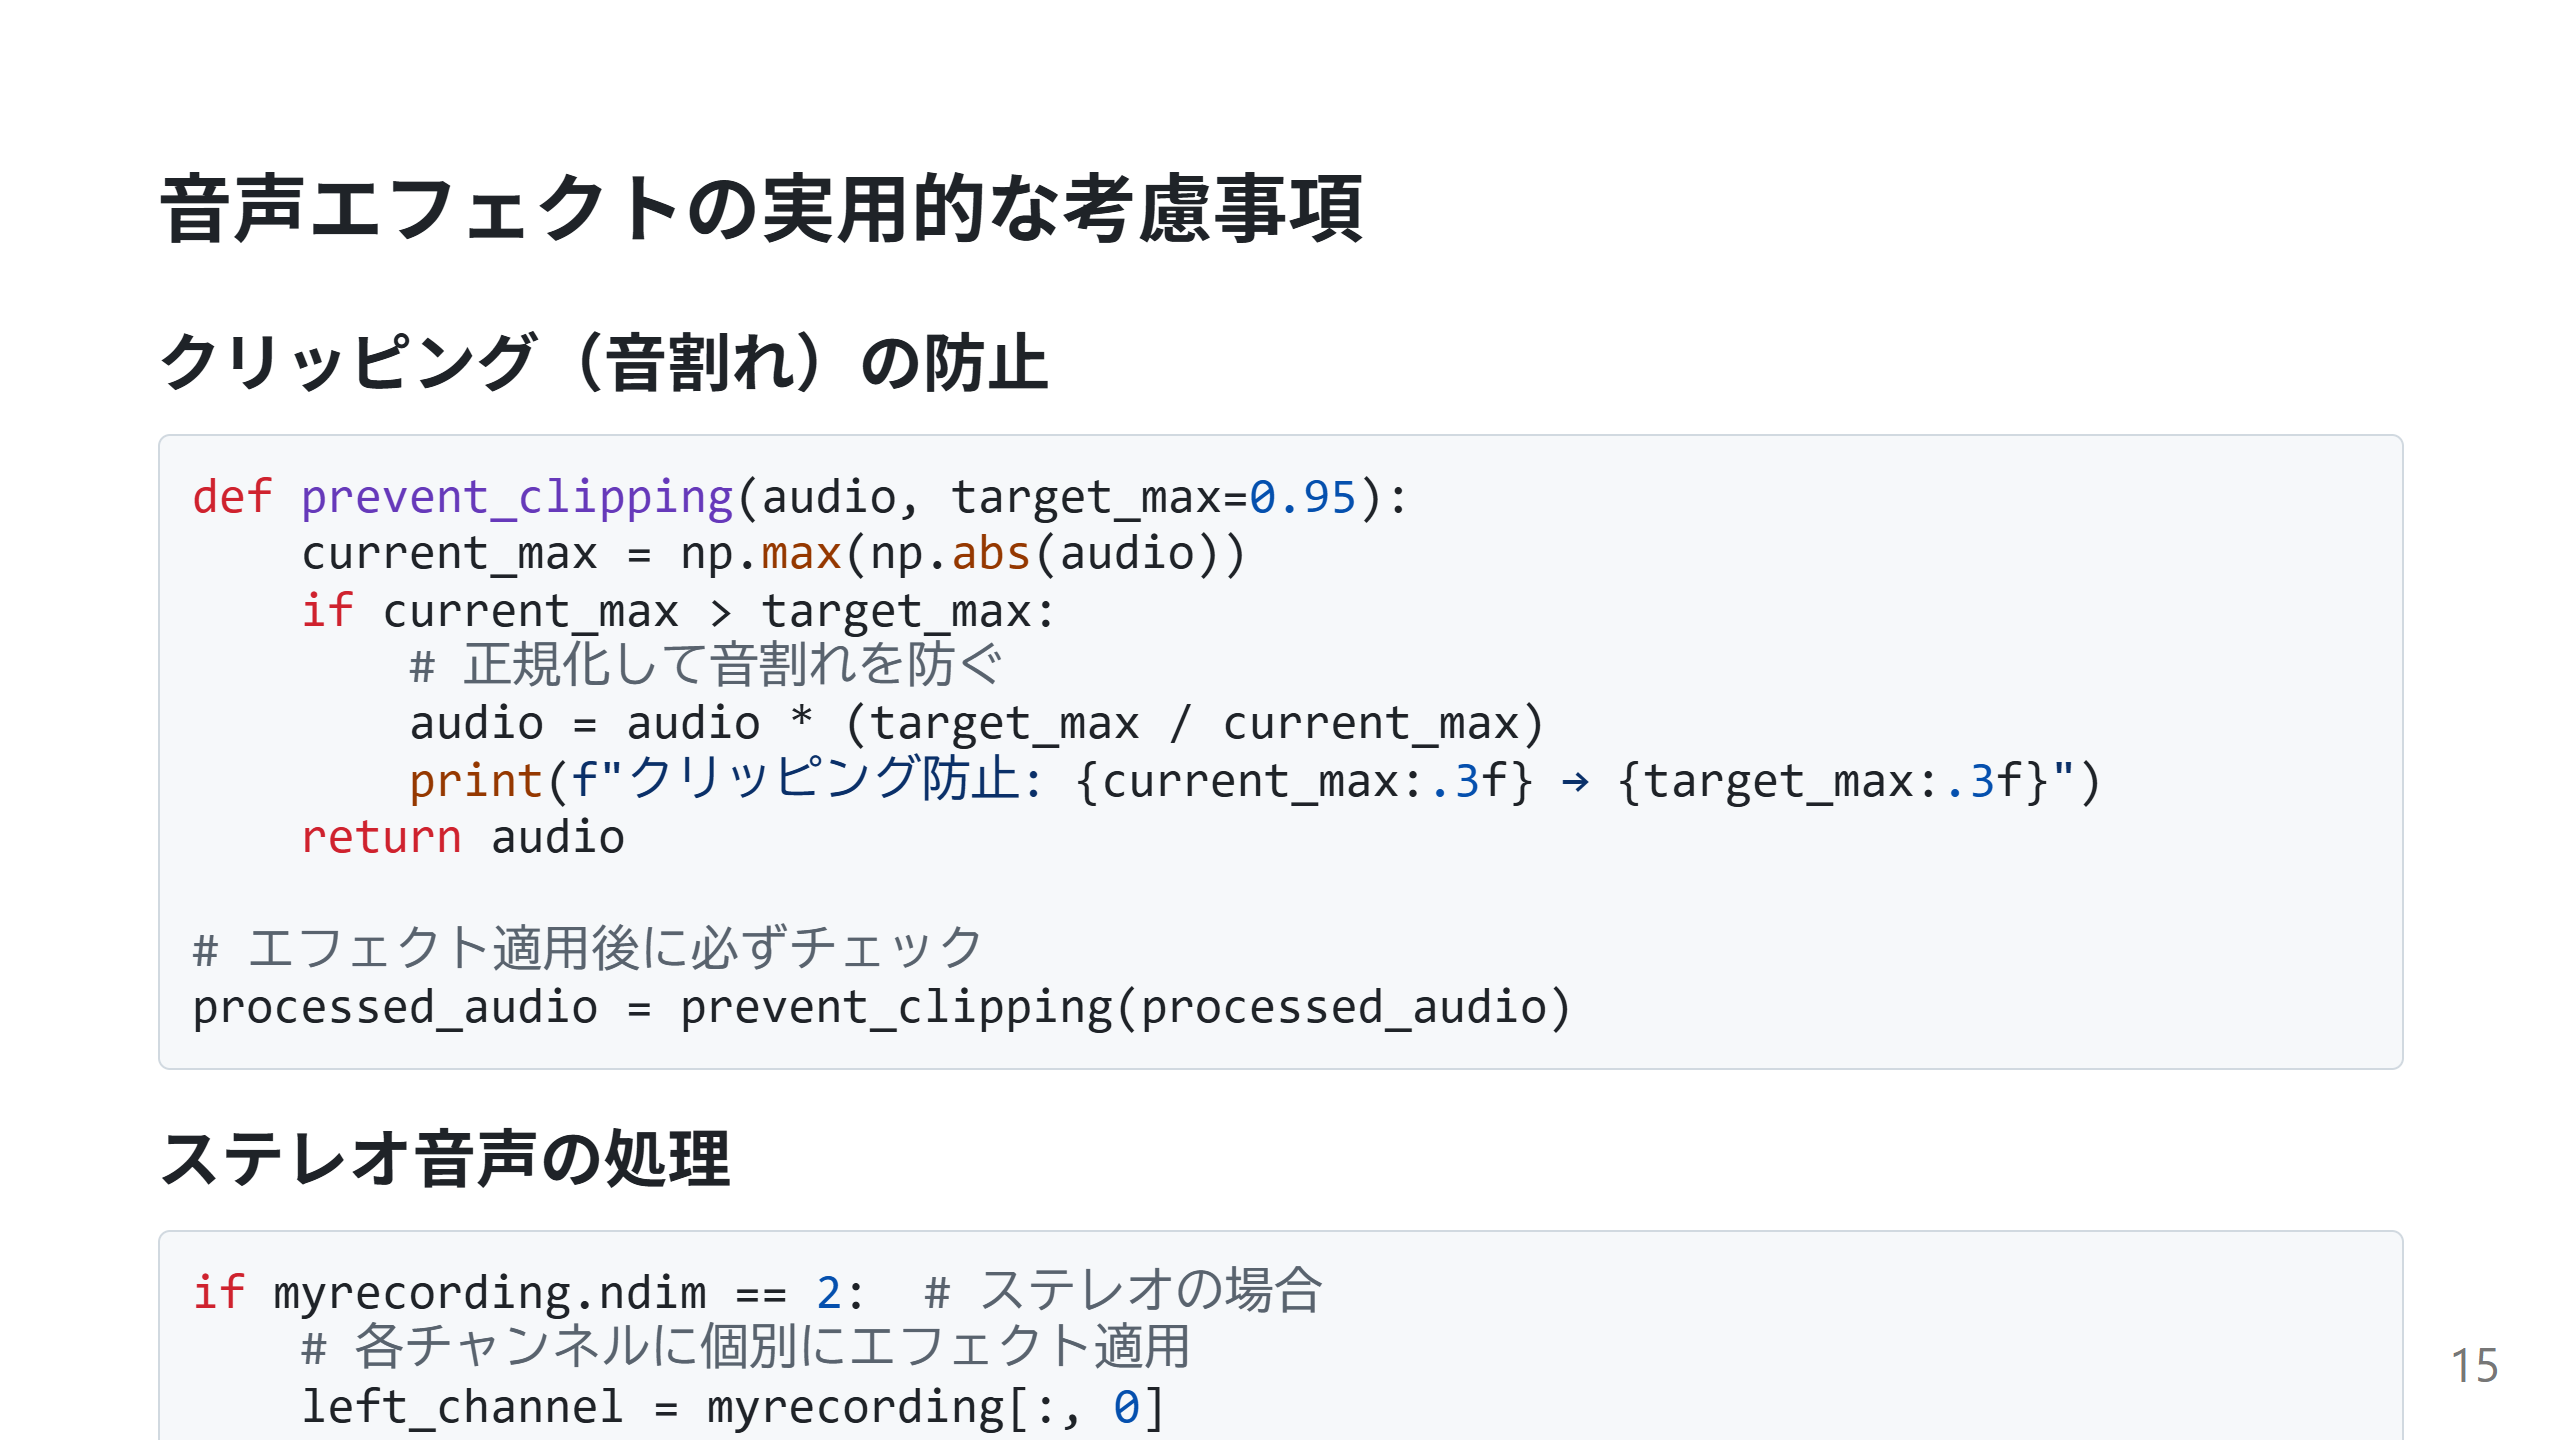 音声エフェクトの実用的な考慮事項
クリッピング（音割れ）の防止
def prevent_clipping(audio, target_max=0.95):
    current_max = np.max(np.abs(audio))
    if current_max > target_max:
        # 正規化して音割れを防ぐ
        audio = audio * (target_max / current_max)
        print(f"クリッピング防止: {current_max:.3f} → {target_max:.3f}")
    return audio
# エフェクト適用後に必ずチェック
processed_audio = prevent_clipping(processed_audio)
ステレオ音声の処理
if myrecording.ndim == 2:  # ステレオの場合
    # 各チャンネルに個別にエフェクト適用
    left_channel = myrecording[:, 0]
15